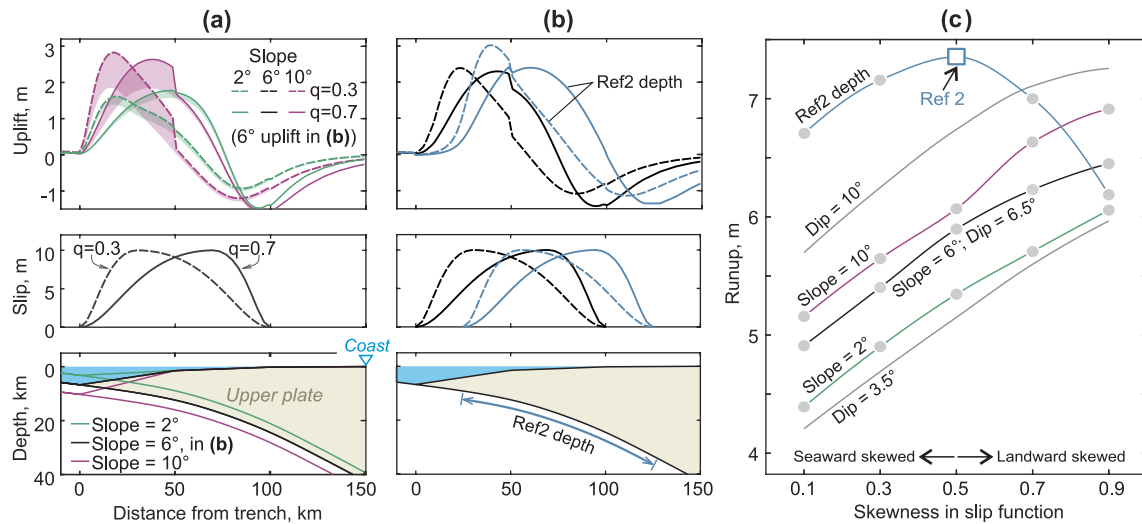 (a)
(b)
(c)
3
2
1
0
-1
Uplift, m
Slope
2° 6° 10°
q=0.3
q=0.7
(6° uplift in (b))
Ref2 depth
10
5
0
Slip, m
q=0.3
q=0.7
0
20
40
Depth, km
Coast
Upper plate
Slope = 2°
Slope = 6°, in (b)
Slope = 10°
Ref2 depth
0 50 100 150
Distance from trench, km
0 50 100 150
Distance from trench, km
7
6
5
4
Runup, m
Ref2 depth
Ref 2
Dip = 10°
Slope = 10°
Slope = 6°; Dip = 6.5°
Slope = 2°
Dip = 3.5°
Seaward skewed
Landward skewed
0.1 0.3 0.5 0.7 0.9
Skewness in slip function